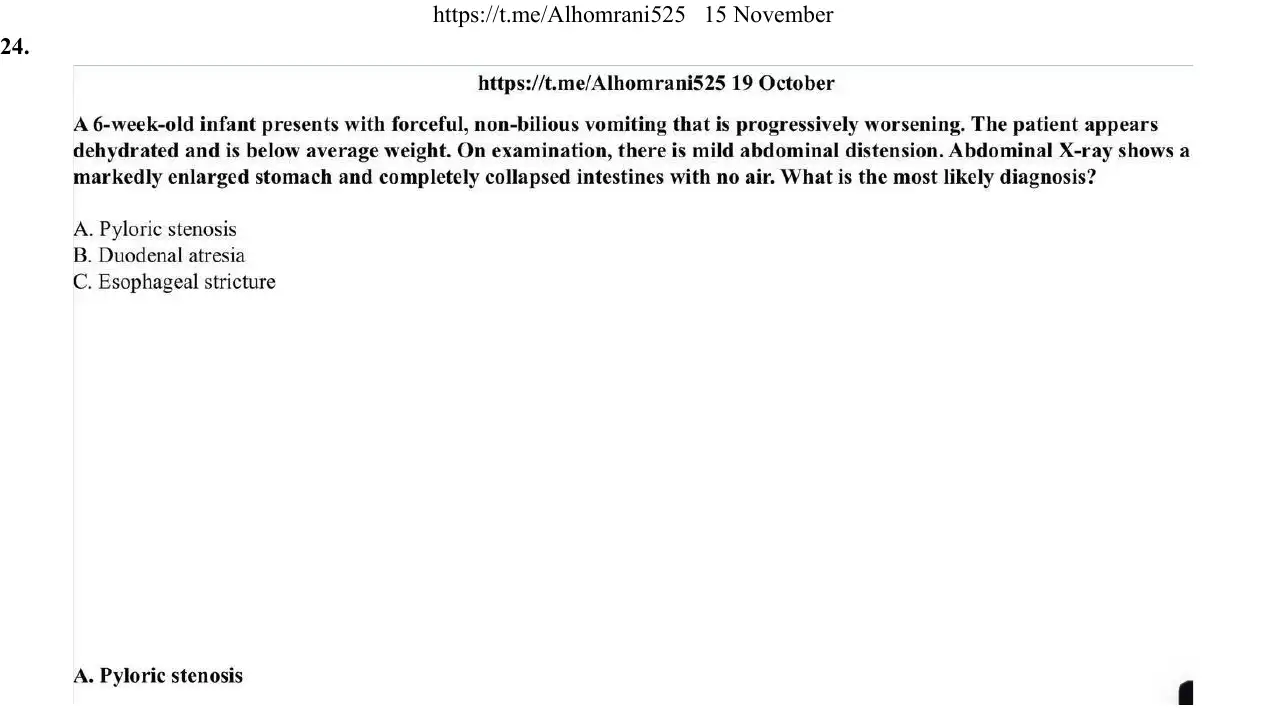 https://t.me/Alhomrani525 15 November
24.
https://t.me/Alhomrani525 19 October
A 6-week-old infant presents with forceful, non-bilious vomiting that is progressively worsening. The patient appears
dehydrated and is below average weight. On examination, there is mild abdominal distension. Abdominal X-ray shows a
markedly enlarged stomach and completely collapsed intestines with no air. What is the most likely diagnosis?
A. Pyloric stenosis
B. Duodenal atresia
C. Esophageal stricture
A. Pyloric stenosis